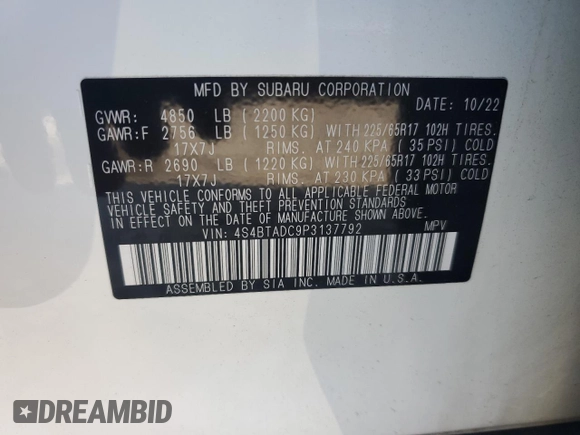 MFD BY SUBARU CORPORATION
DATE: 10/22
GVWR: 4850 LB (2200 KG)
GAWR:F 2756 LB (1250 KG) WITH 225/65R17 102H
17X7J RIMS. AT 240 KPA (35 PSI) COLD
GAWR:R 2690 LB (1220 KG) WITH 225/65R17 102H
17X7J RIMS. AT 230 KPA (33 PSI) COLD
THIS VEHICLE CONFORMS TO ALL APPLICABLE FEDERAL MOTOR
VEHICLE SAFETY AND THEFT PREVENTION STANDARDS
IN EFFECT ON THE DATE OF MANUFACTURE SHOWN ABOVE.
VIN: 4S4BTADC9P3137792 MPV
ASSEMBLED BY SIA INC. MADE IN U.S.A.
DREAMBID